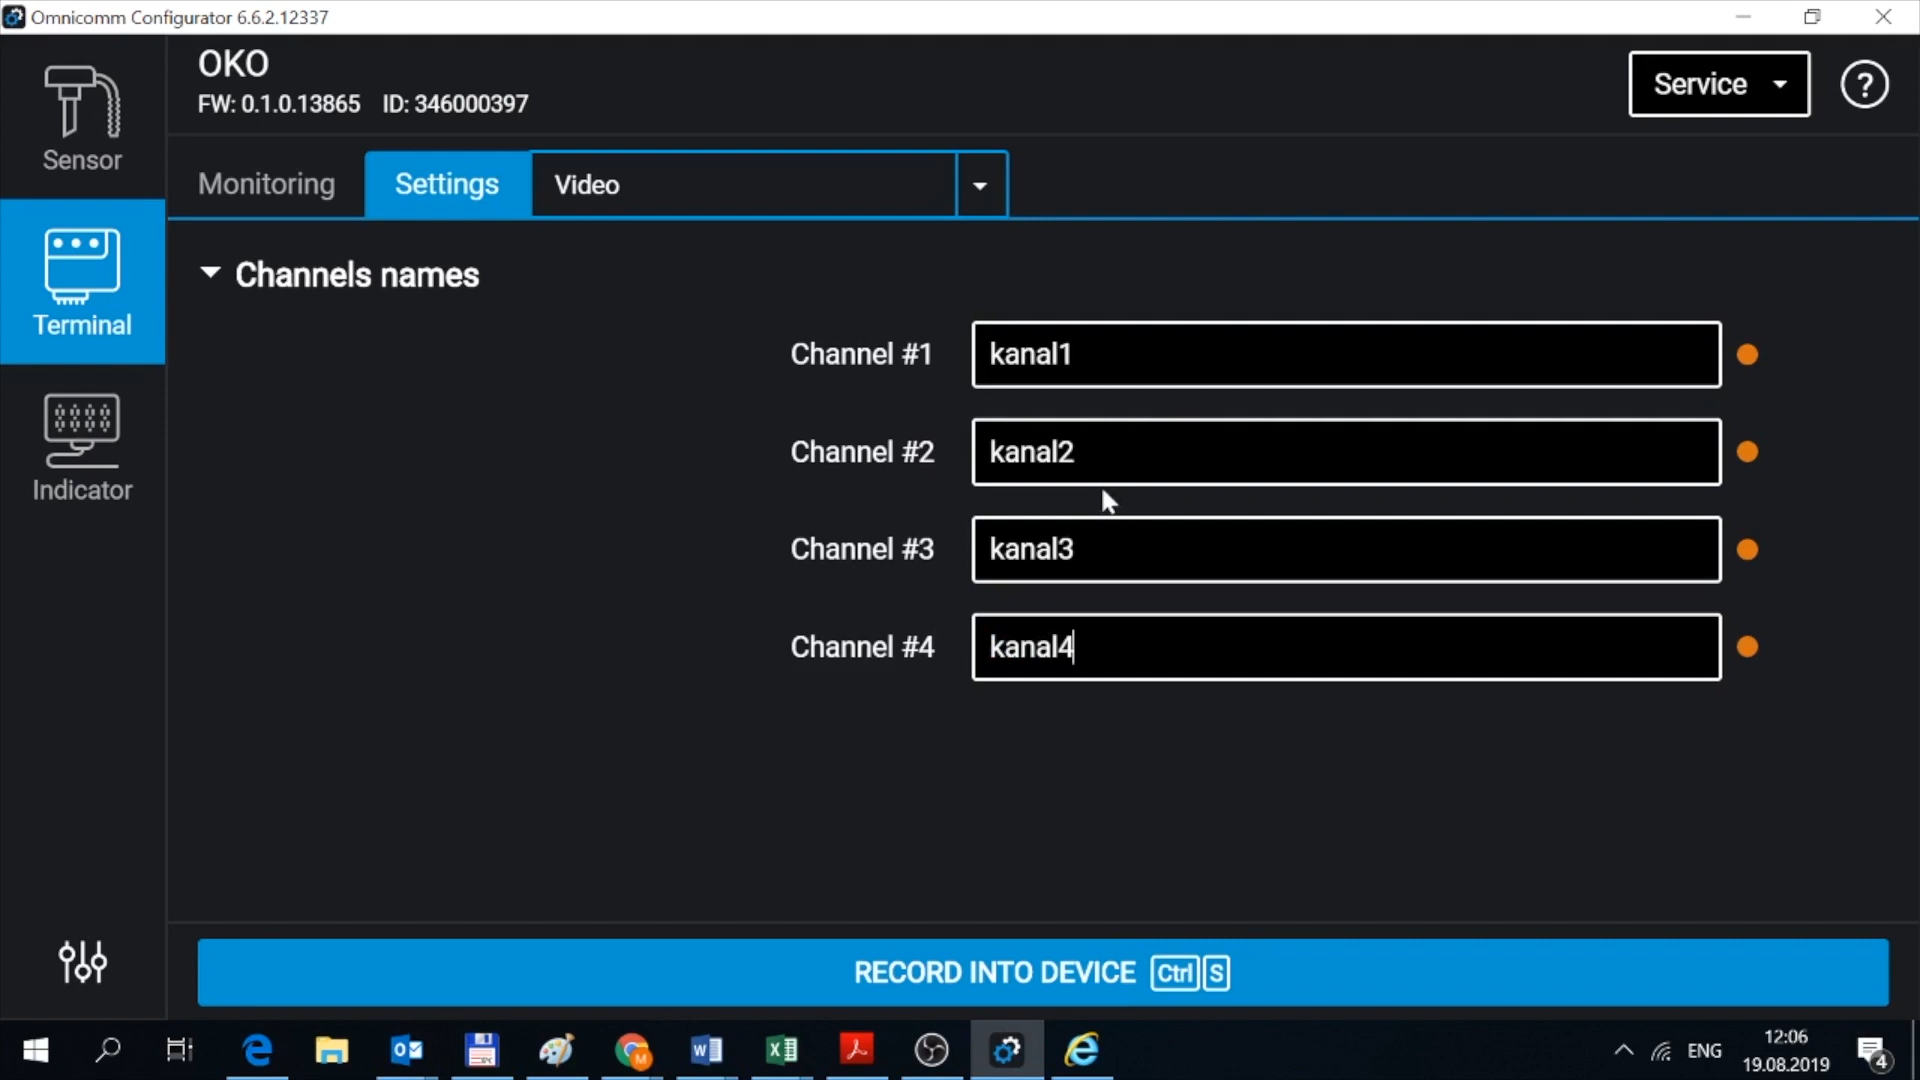 Omnicomm Configurator 6.6.2.12337
OKO
FW: 0.1.0.13865 ID: 346000397
Service
?
Sensor
Monitoring
Settings
Video
Terminal
Channels names
Channel #1
kanal1
Channel #2
kanal2
Channel #3
kanal3
Channel #4
kanal4
Indicator
RECORD INTO DEVICE Ctrl S
ENG
12:06
19.08.2019
4